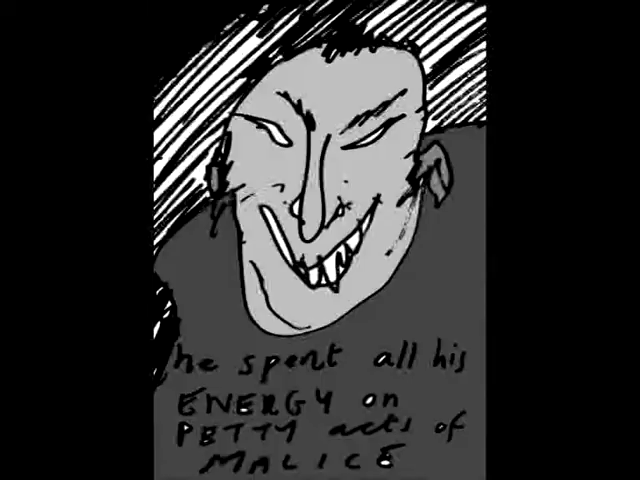 he spent all his
ENERGY on
PETTY acts of
MALICE